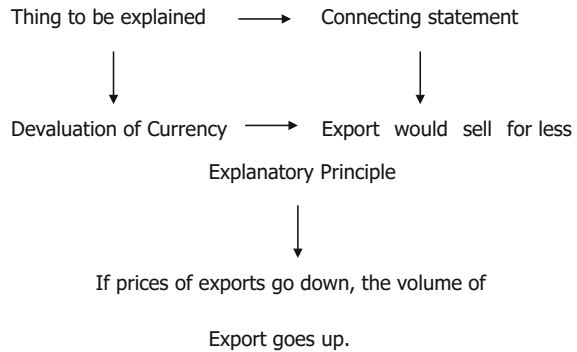 Thing to be explained Connecting statement
Devaluation of Currency Export would sell for less
Explanatory Principle
If prices of exports go down, the volume of
Export goes up.